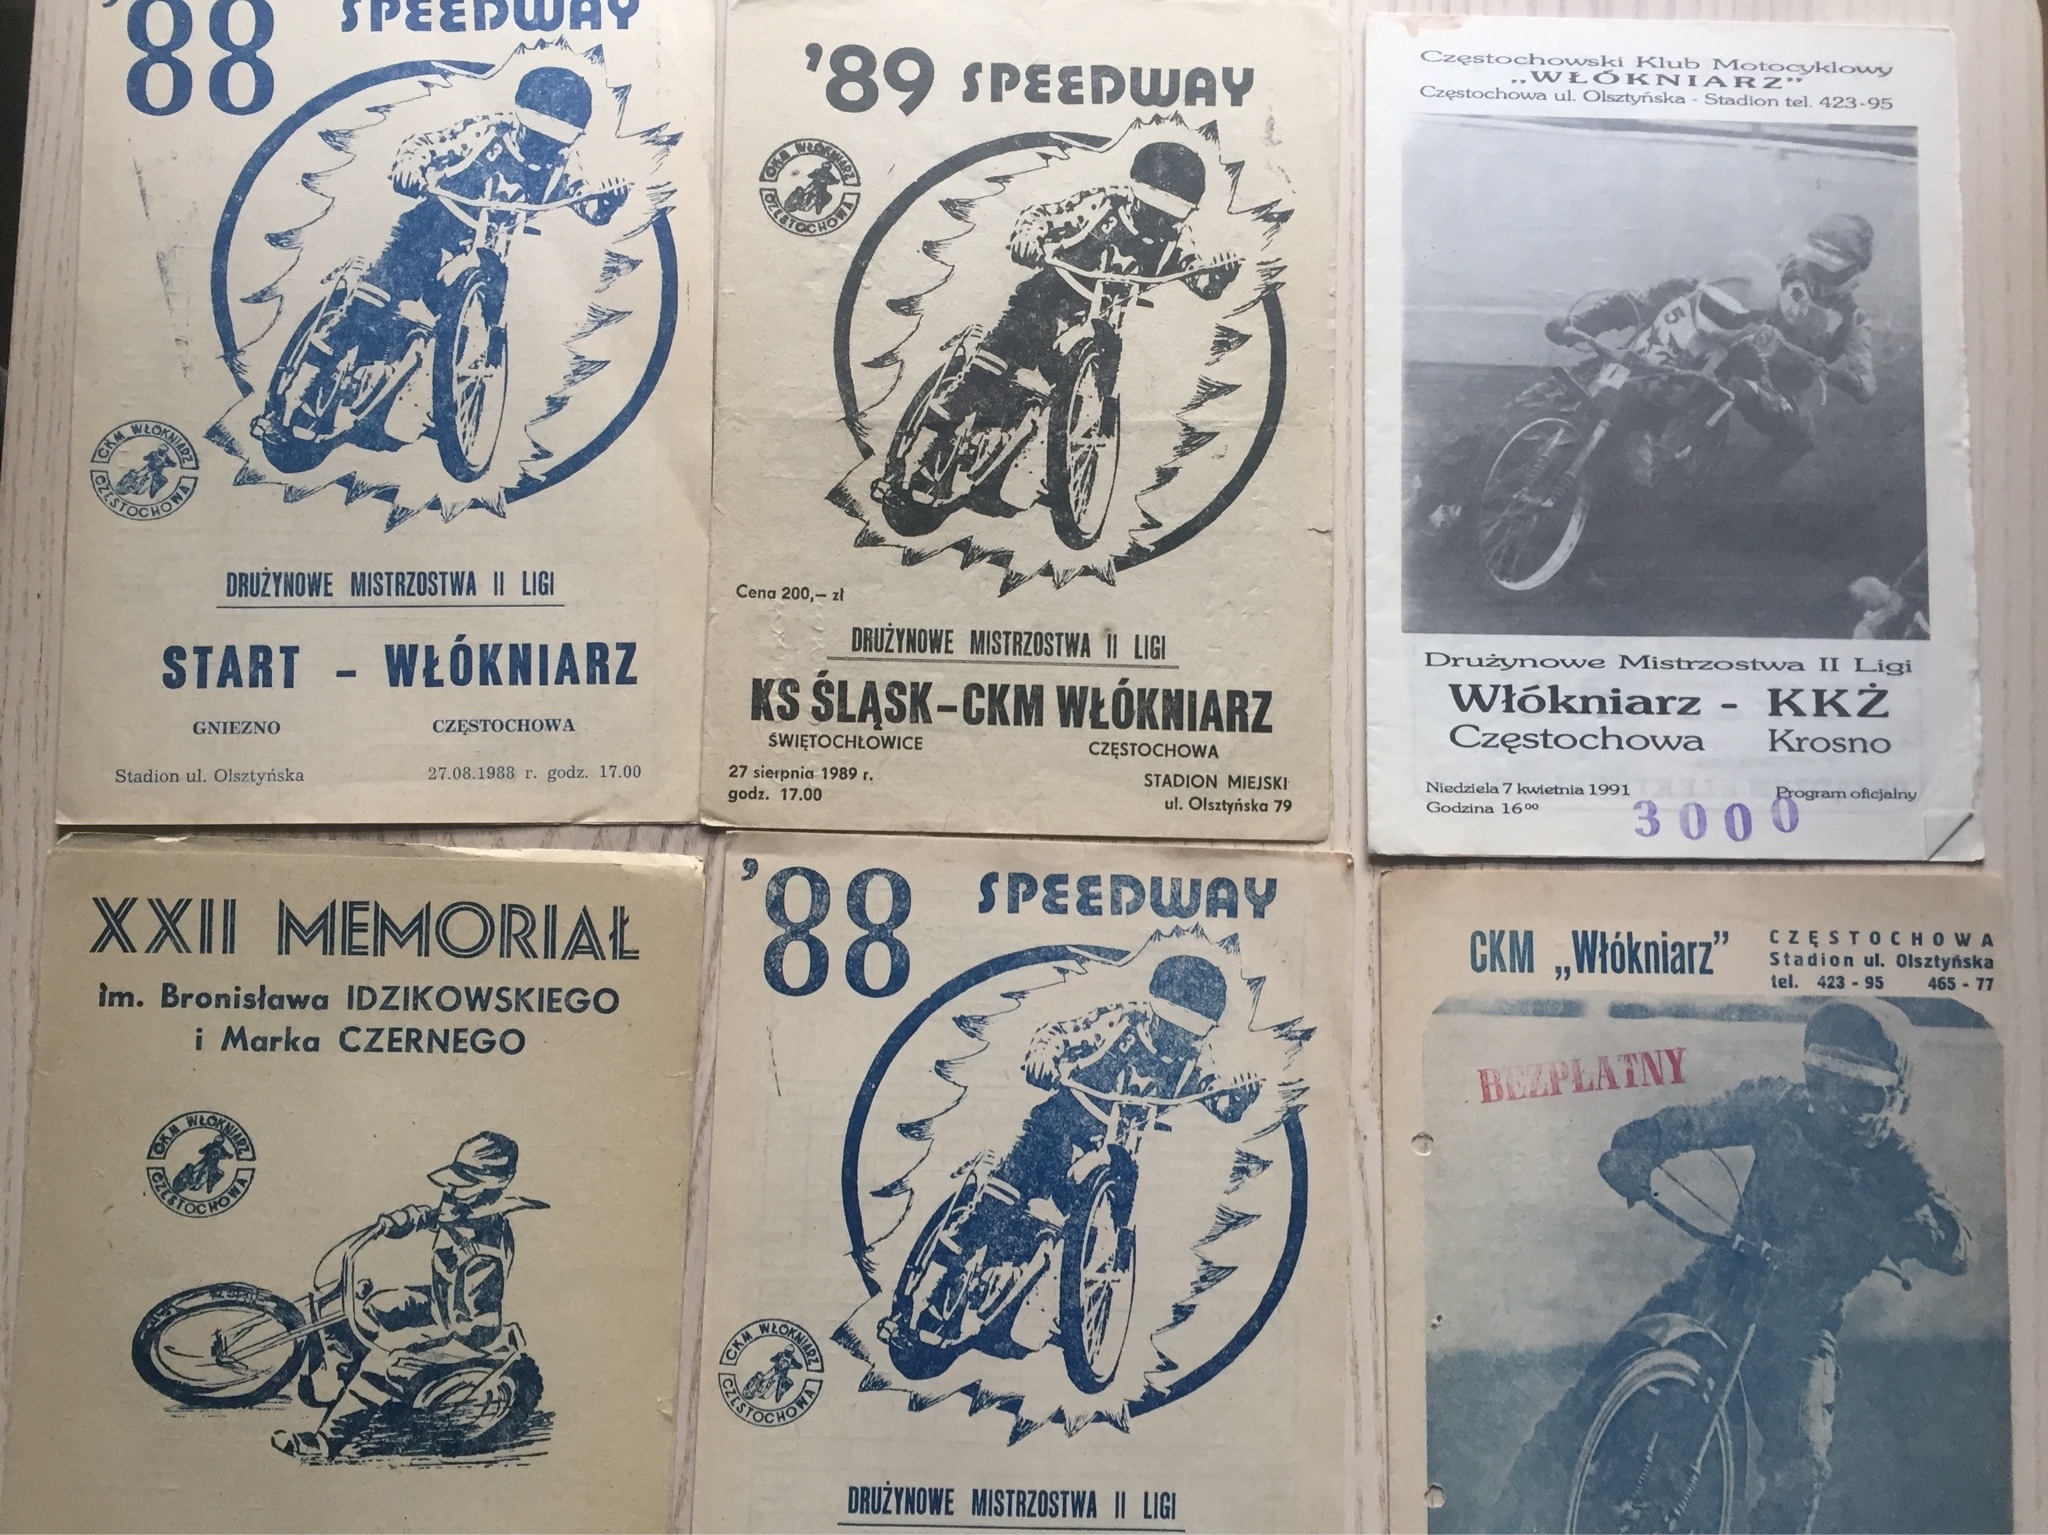 '88 SPEEDWAY
CKM WŁÓKNIARZ
CZĘSTOCHOWA
DRUŻYNOWE MISTRZOSTWA II LIGI
START - WŁÓKNIARZ
GNIEZNO CZĘSTOCHOWA
Stadion ul. Olsztyńska 27.08.1988 r. godz. 17.00
'89 SPEEDWAY
CKM WŁÓKNIARZ
CZĘSTOCHOWA
Cena 200,— zł
DRUŻYNOWE MISTRZOSTWA II LIGI
KS ŚLĄSK – CKM WŁÓKNIARZ
ŚWIĘTOCHŁOWICE CZĘSTOCHOWA
27 sierpnia 1989 r. STADION MIEJSKI
godz. 17.00 ul. Olsztyńska 79
Częstochowski Klub Motocyklowy
„WŁÓKNIARZ”
Częstochowa ul. Olsztyńska - Stadion tel. 423-95
5
Drużynowe Mistrzostwa II Ligi
Włókniarz - KKŻ
Częstochowa Krosno
Niedziela 7 kwietnia 1991 Program oficjalny
Godzina 16⁰⁰
3000
XXII MEMORIAŁ
im. Bronisława IDZIKOWSKIEGO
i Marka CZERNEGO
CKM WŁÓKNIARZ
CZĘSTOCHOWA
'88 SPEEDWAY
CKM WŁÓKNIARZ
CZĘSTOCHOWA
DRUŻYNOWE MISTRZOSTWA II LIGI
CKM „Włókniarz” CZĘSTOCHOWA
Stadion ul. Olsztyńska
tel. 423 - 95 465 - 77
BEZPŁATNY